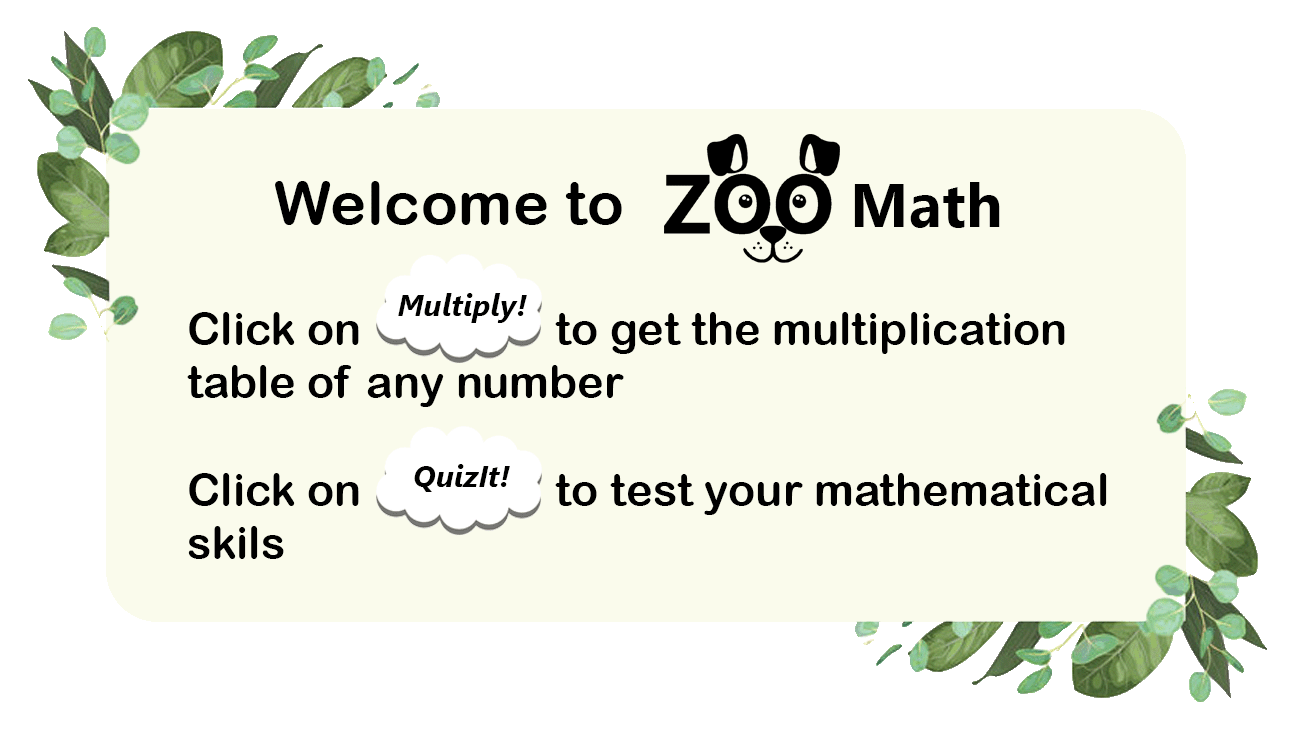 Welcome to ZOO Math
Click on Multiply! to get the multiplication
table of any number
Click on QuizIt! to test your mathematical
skils